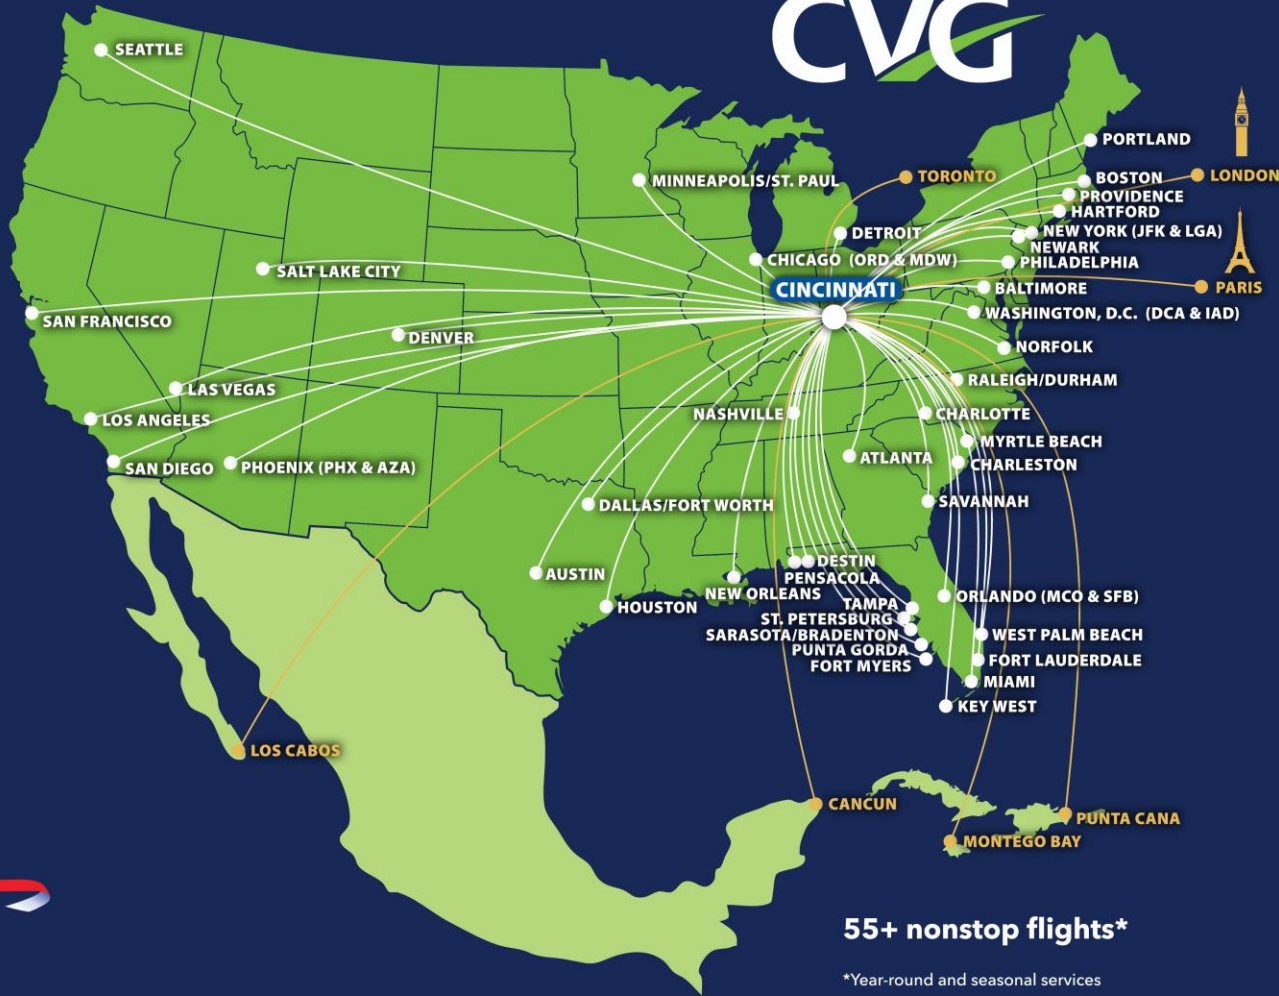 CVG
SEATTLE
PORTLAND
MINNEAPOLIS/ST. PAUL
TORONTO
BOSTON
LONDON
PROVIDENCE
HARTFORD
DETROIT
NEW YORK (JFK & LGA)
NEWARK
CHICAGO (ORD & MDW)
PHILADELPHIA
SALT LAKE CITY
CINCINNATI
BALTIMORE
PARIS
SAN FRANCISCO
WASHINGTON, D.C. (DCA & IAD)
DENVER
NORFOLK
LAS VEGAS
RALEIGH/DURHAM
LOS ANGELES
NASHVILLE
CHARLOTTE
MYRTLE BEACH
SAN DIEGO
PHOENIX (PHX & AZA)
ATLANTA
CHARLESTON
DALLAS/FORT WORTH
SAVANNAH
AUSTIN
DESTIN
PENSACOLA
NEW ORLEANS
HOUSTON
TAMPA
ORLANDO (MCO & SFB)
ST. PETERSBURG
SARASOTA/BRADENTON
WEST PALM BEACH
PUNTA GORDA
FORT MYERS
FORT LAUDERDALE
MIAMI
KEY WEST
LOS CABOS
CANCUN
PUNTA CANA
MONTEGO BAY
55+ nonstop flights*
*Year-round and seasonal services